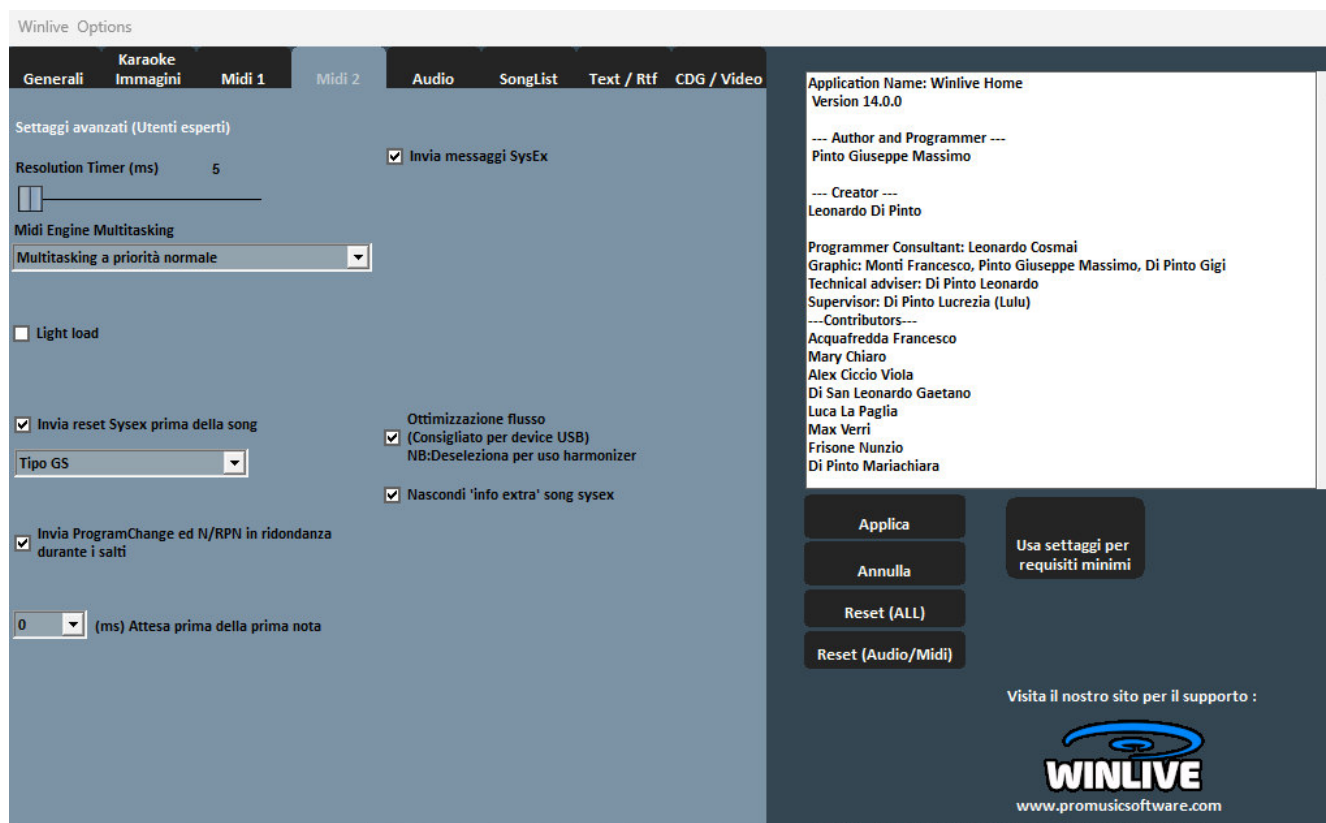 Winlive Options
Generali
Karaoke
Immagini
Midi 1
Midi 2
Audio
SongList
Text / Rtf
CDG / Video
Settaggi avanzati (Utenti esperti)
Resolution Timer (ms) 5
Midi Engine Multitasking
Multitasking a priorità normale
Light load
Invia reset Sysex prima della song
Tipo GS
Invia ProgramChange ed N/RPN in ridondanza
durante i salti
0 (ms) Attesa prima della prima nota
Invia messaggi SysEx
Ottimizzazione flusso
(Consigliato per device USB)
NB:Deseleziona per uso harmonizer
Nascondi 'info extra' song sysex
Application Name: Winlive Home
Version 14.0.0
--- Author and Programmer ---
Pinto Giuseppe Massimo
--- Creator ---
Leonardo Di Pinto
Programmer Consultant: Leonardo Cosmai
Graphic: Monti Francesco, Pinto Giuseppe Massimo, Di Pinto Gigi
Technical adviser: Di Pinto Leonardo
Supervisor: Di Pinto Lucrezia (Lulu)
---Contributors---
Acquafredda Francesco
Mary Chiaro
Alex Ciccio Viola
Di San Leonardo Gaetano
Luca La Paglia
Max Verri
Frisone Nunzio
Di Pinto Mariachiara
Applica
Annulla
Reset (ALL)
Reset (Audio/Midi)
Usa settaggi per
requisiti minimi
Visita il nostro sito per il supporto :
WINLIVE
www.promusicsoftware.com